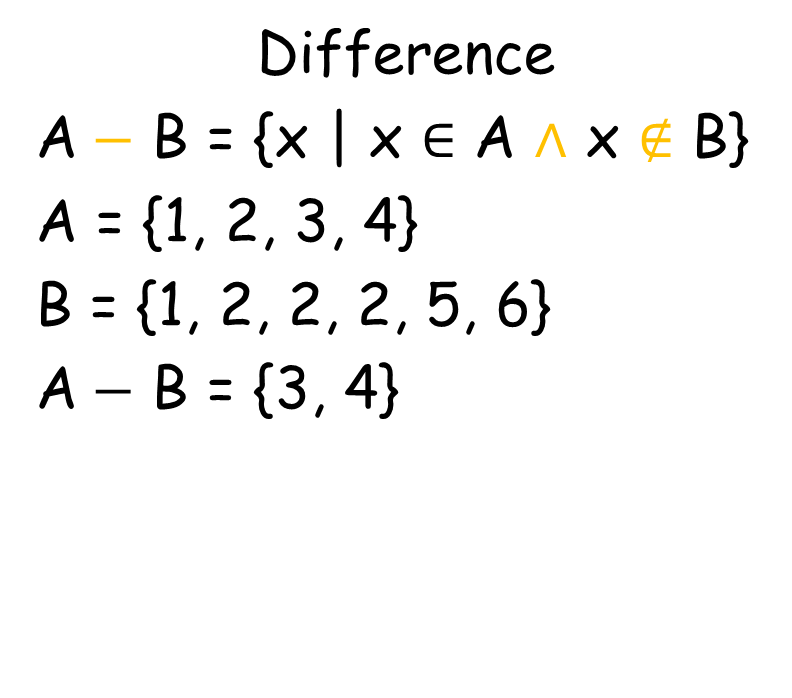 Difference
A − B = {x | x ∈ A ∧ x ∉ B}
A = {1, 2, 3, 4}
B = {1, 2, 2, 2, 5, 6}
A − B = {3, 4}